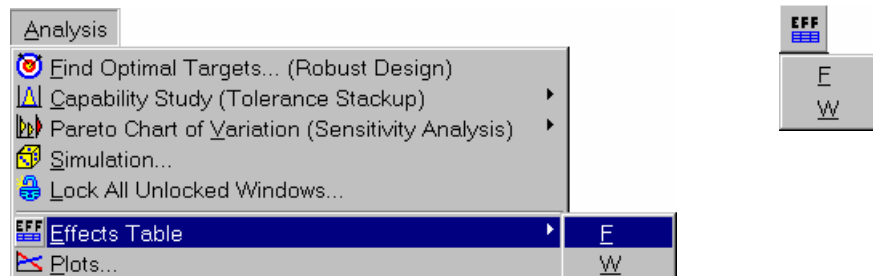 Analysis
Find Optimal Targets... (Robust Design)
Capability Study (Tolerance Stackup)
Pareto Chart of Variation (Sensitivity Analysis)
Simulation...
Lock All Unlocked Windows...
EFF Effects Table
F
Plots...
W
EFF
F
W